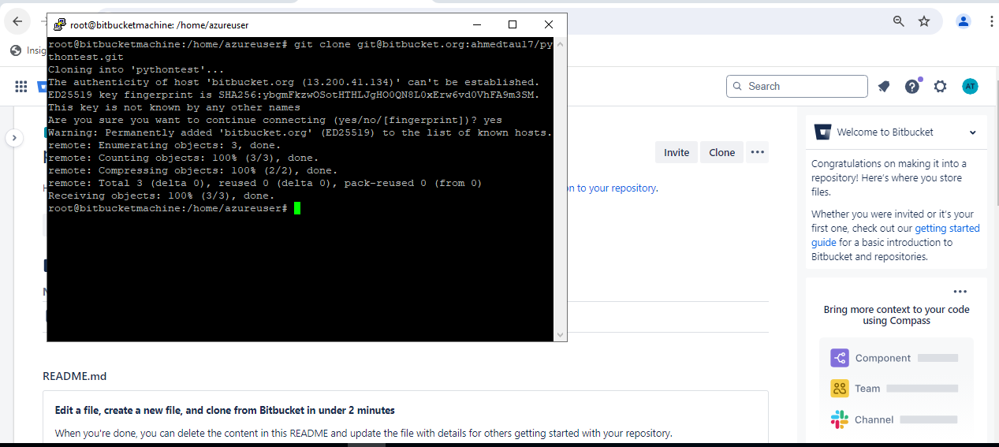 root@bitbucketmachine: /home/azureuser
root@bitbucketmachine:/home/azureuser# git clone git@bitbucket.org:ahmedtaul7/py
thontest.git
Cloning into 'pythontest'...
The authenticity of host 'bitbucket.org (13.200.41.134)' can't be established.
ED25519 key fingerprint is SHA256:ybgmFkzwOSotHTHLJgHO0QN8L0xErw6vd0VhFA9m3SM.
This key is not known by any other names
Are you sure you want to continue connecting (yes/no/[fingerprint])? yes
Warning: Permanently added 'bitbucket.org' (ED25519) to the list of known hosts.
remote: Enumerating objects: 3, done.
remote: Counting objects: 100% (3/3), done.
remote: Compressing objects: 100% (2/2), done.
remote: Total 3 (delta 0), reused 0 (delta 0), pack-reused 0 (from 0)
Receiving objects: 100% (3/3), done.
root@bitbucketmachine:/home/azureuser#
Insig
Search
AT
Invite
Clone
to your repository.
Welcome to Bitbucket
Congratulations on making it into a
repository! Here's where you store
files.
Whether you were invited or it's your
first one, check out our getting started
guide for a basic introduction to
Bitbucket and repositories.
Bring more context to your code
using Compass
Component
Team
Channel
README.md
Edit a file, create a new file, and clone from Bitbucket in under 2 minutes
When you're done, you can delete the content in this README and update the file with details for others getting started with your repository.